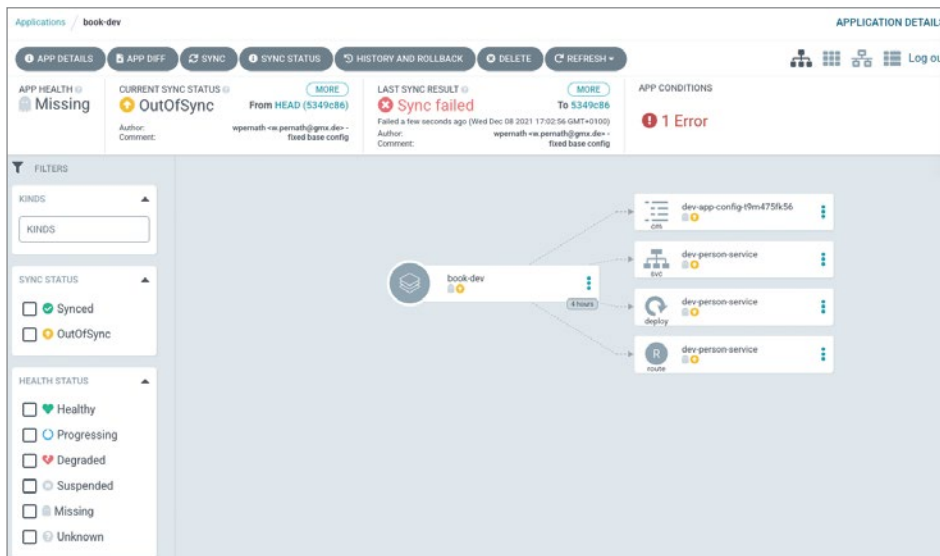 Applications / book-dev
APPLICATION DETAILS
APP DETAILS
APP DIFF
SYNC
SYNC STATUS
HISTORY AND ROLLBACK
DELETE
REFRESH
Log ou
APP HEALTH
Missing
CURRENT SYNC STATUS
MORE
OutOfSync
From HEAD (5349c86)
Author: wpernath <w.pernath@gmx.de> -
Comment: fixed base config
LAST SYNC RESULT
MORE
Sync failed
To 5349c86
Failed a few seconds ago (Wed Dec 08 2021 17:02:56 GMT+0100)
Author: wpernath <w.pernath@gmx.de> -
Comment: fixed base config
APP CONDITIONS
1 Error
FILTERS
KINDS
KINDS
SYNC STATUS
Synced
OutOfSync
HEALTH STATUS
Healthy
Progressing
Degraded
Suspended
Missing
Unknown
book-dev
4 hours
dev-app-config-t9m475fk56
cm
dev-person-service
svc
dev-person-service
deploy
R
dev-person-service
route